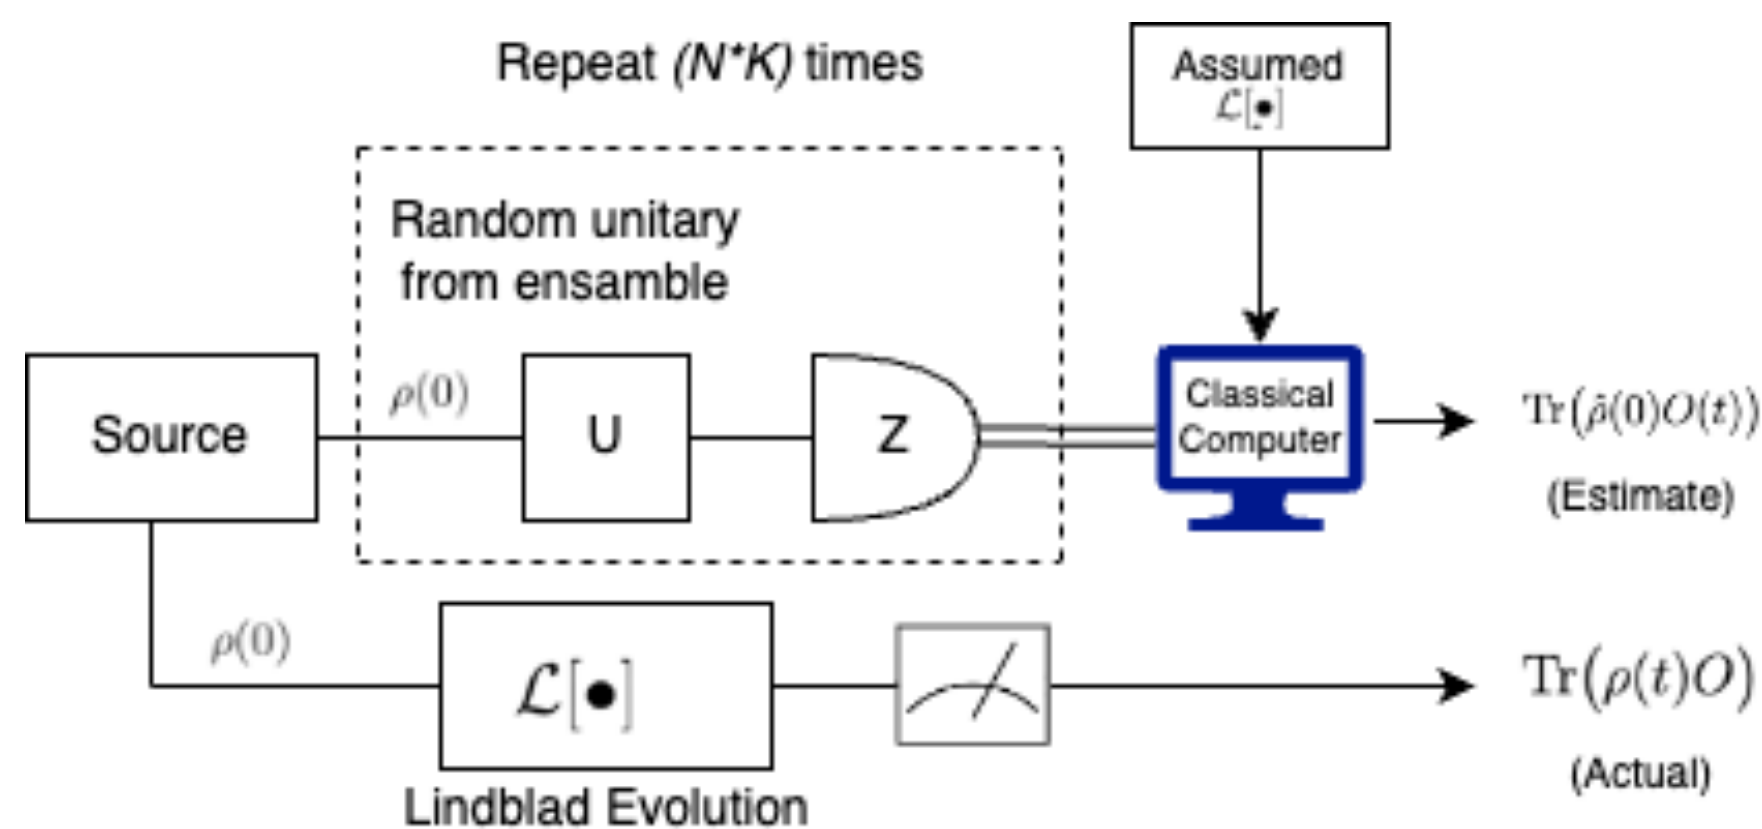 Repeat (N*K) times
Assumed
ℒ[●]
Random unitary
from ensamble
Source
ρ(0)
U
Z
Classical
Computer
Tr(ρ̂(0)O(t))
(Estimate)
ρ(0)
ℒ[●]
Lindblad Evolution
Tr(ρ(t)O)
(Actual)